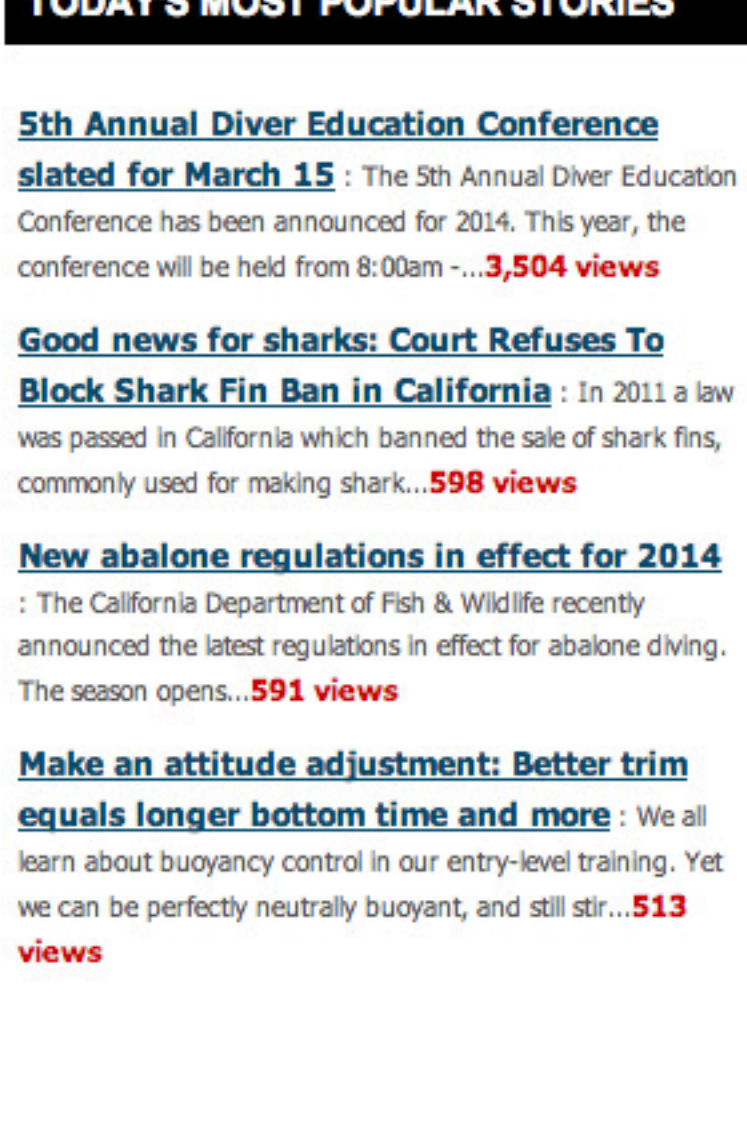 TODAY'S MOST POPULAR STORIES
5th Annual Diver Education Conference
slated for March 15 : The 5th Annual Diver Education
Conference has been announced for 2014. This year, the
conference will be held from 8:00am -...3,504 views
Good news for sharks: Court Refuses To
Block Shark Fin Ban in California : In 2011 a law
was passed in California which banned the sale of shark fins,
commonly used for making shark...598 views
New abalone regulations in effect for 2014
: The California Department of Fish & Wildlife recently
announced the latest regulations in effect for abalone diving.
The season opens...591 views
Make an attitude adjustment: Better trim
equals longer bottom time and more : We all
learn about buoyancy control in our entry-level training. Yet
we can be perfectly neutrally buoyant, and still stir...513
views